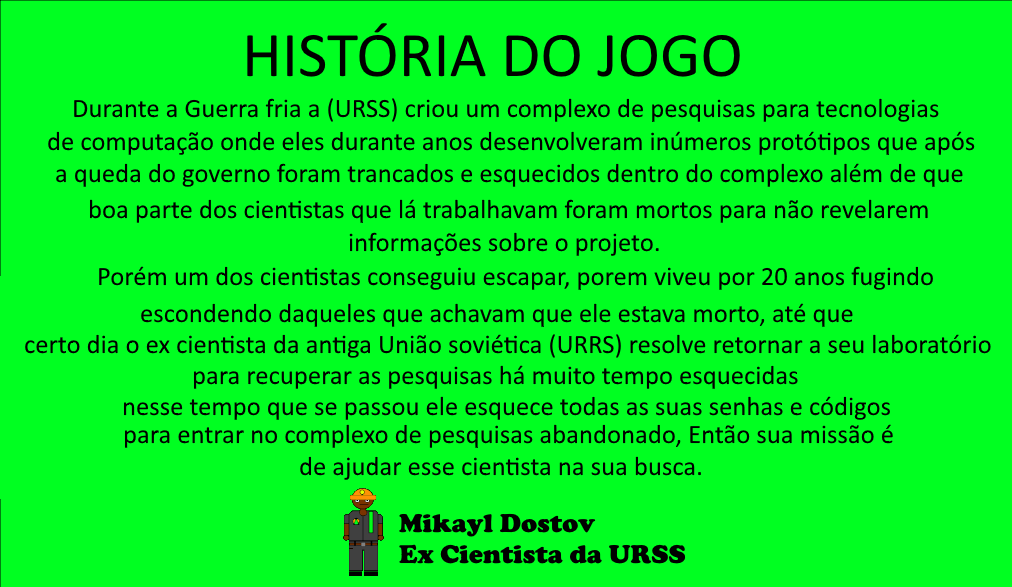 HISTÓRIA DO JOGO
Durante a Guerra fria a (URSS) criou um complexo de pesquisas para tecnologias
de computação onde eles durante anos desenvolveram inúmeros protótipos que após
a queda do governo foram trancados e esquecidos dentro do complexo além de que
boa parte dos cientistas que lá trabalhavam foram mortos para não revelarem
informações sobre o projeto.
Porém um dos cientistas conseguiu escapar, porem viveu por 20 anos fugindo
escondendo daqueles que achavam que ele estava morto, até que
certo dia o ex cientista da antiga União soviética (URRS) resolve retornar a seu laboratório
para recuperar as pesquisas há muito tempo esquecidas
nesse tempo que se passou ele esquece todas as suas senhas e códigos
para entrar no complexo de pesquisas abandonado, Então sua missão é
de ajudar esse cientista na sua busca.
Mikayl Dostov
Ex Cientista da URSS